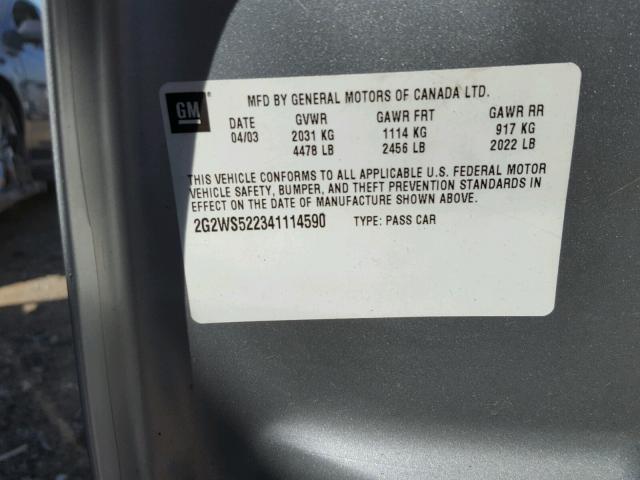 GM ®
MFD BY GENERAL MOTORS OF CANADA LTD.
DATE GVWR GAWR FRT GAWR RR
04/03 2031 KG 1114 KG 917 KG
4478 LB 2456 LB 2022 LB
THIS VEHICLE CONFORMS TO ALL APPLICABLE U.S. FEDERAL MOTOR
VEHICLE SAFETY, BUMPER, AND THEFT PREVENTION STANDARDS IN
EFFECT ON THE DATE OF MANUFACTURE SHOWN ABOVE.
2G2WS522341114590 TYPE: PASS CAR